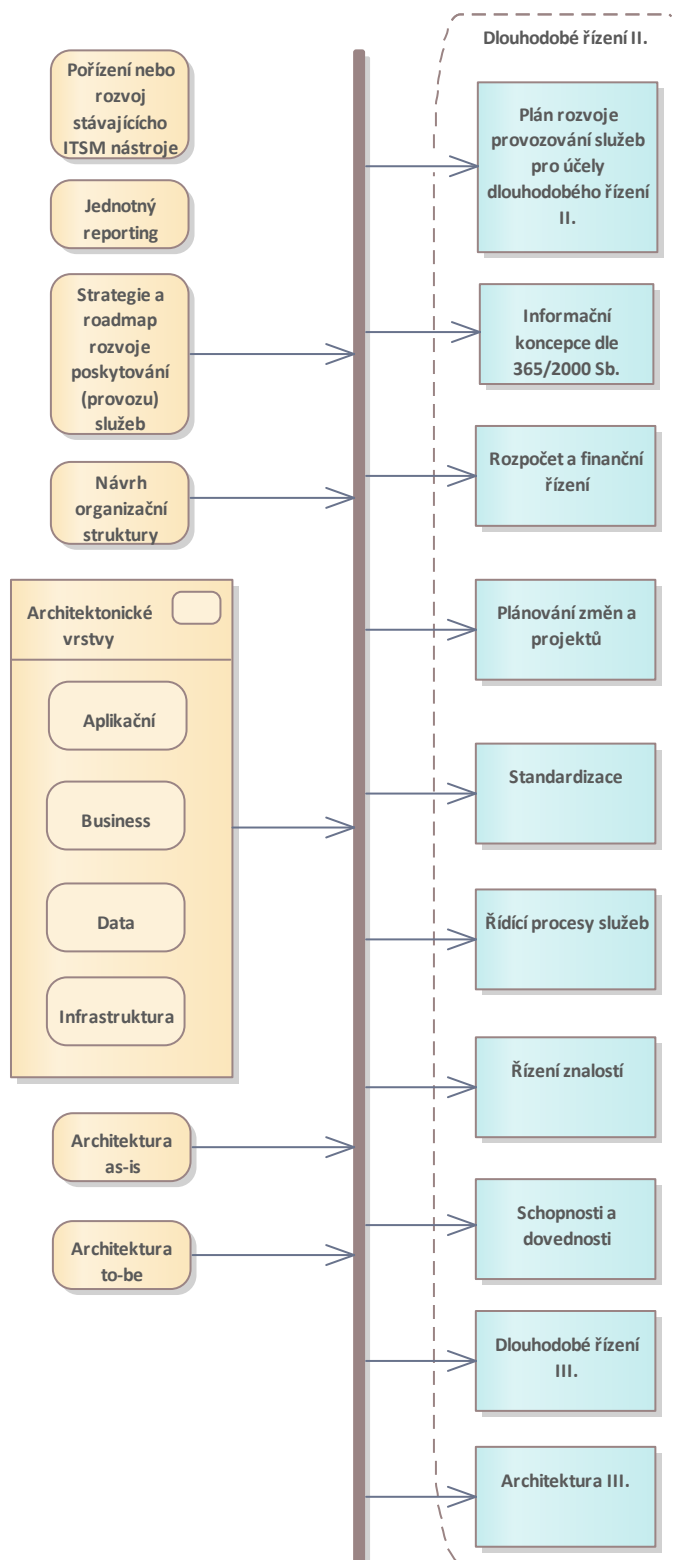 Pořízení nebo
rozvoj
stávajícícho
ITSM nástroje
Jednotný
reporting
Strategie a
roadmap
rozvoje
poskytování
(provozu)
služeb
Návrh
organizační
struktury
Architektonické
vrstvy
Aplikační
Business
Data
Infrastruktura
Architektura
as-is
Architektura
to-be
Dlouhodobé řízení II.
Plán rozvoje
provozování služeb
pro účely
dlouhodobého řízení
II.
Informační
koncepce dle
365/2000 Sb.
Rozpočet a finanční
řízení
Plánování změn a
projektů
Standardizace
Řídící procesy služeb
Řízení znalostí
Schopnosti a
dovednosti
Dlouhodobé řízení
III.
Architektura III.